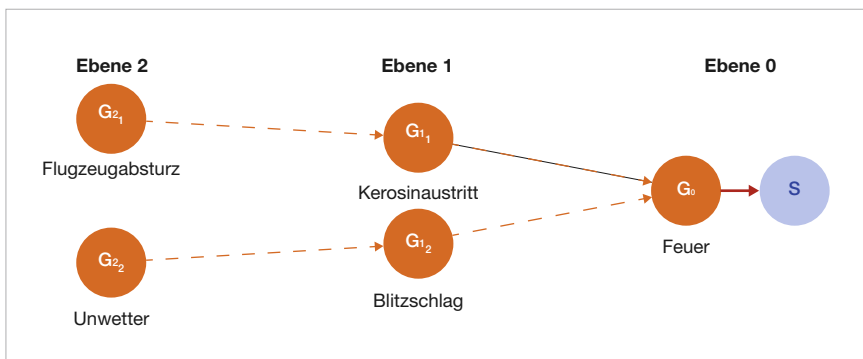 Ebene 2 Ebene 1 Ebene 0
G2₁
Flugzeugabsturz
G1₁
Kerosinaustritt
G₀
Feuer
S
G2₂
Unwetter
G1₂
Blitzschlag